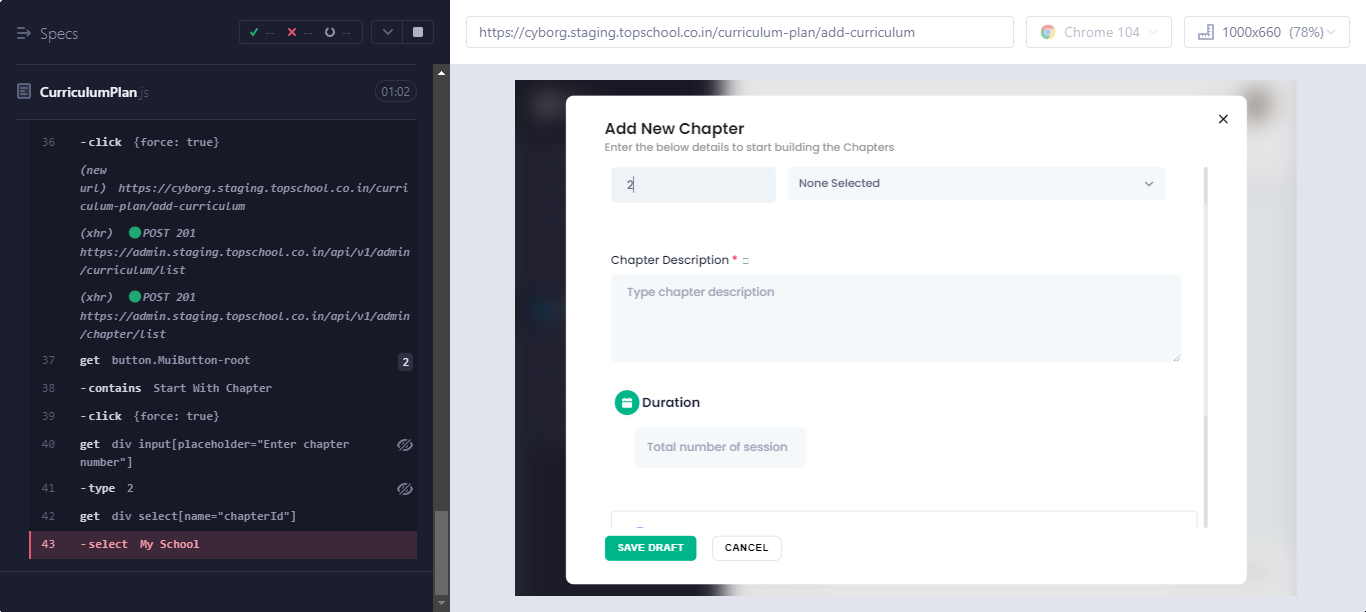 Specs
-- -- --
https://cyborg.staging.topschool.co.in/curriculum-plan/add-curriculum
Chrome 104
1000x660 (78%)
CurriculumPlan.js
01:02
36 -click {force: true}
(new
url) https://cyborg.staging.topschool.co.in/curri
culum-plan/add-curriculum
(xhr) POST 201
https://admin.staging.topschool.co.in/api/v1/admin
/curriculum/list
(xhr) POST 201
https://admin.staging.topschool.co.in/api/v1/admin
/chapter/list
37 get button.MuiButton-root 2
38 -contains Start With Chapter
39 -click {force: true}
40 get div input[placeholder="Enter chapter
number"]
41 -type 2
42 get div select[name="chapterId"]
43 -select My School
Add New Chapter
Enter the below details to start building the Chapters
2
None Selected
Chapter Description * ::
Type chapter description
Duration
Total number of session
SAVE DRAFT
CANCEL